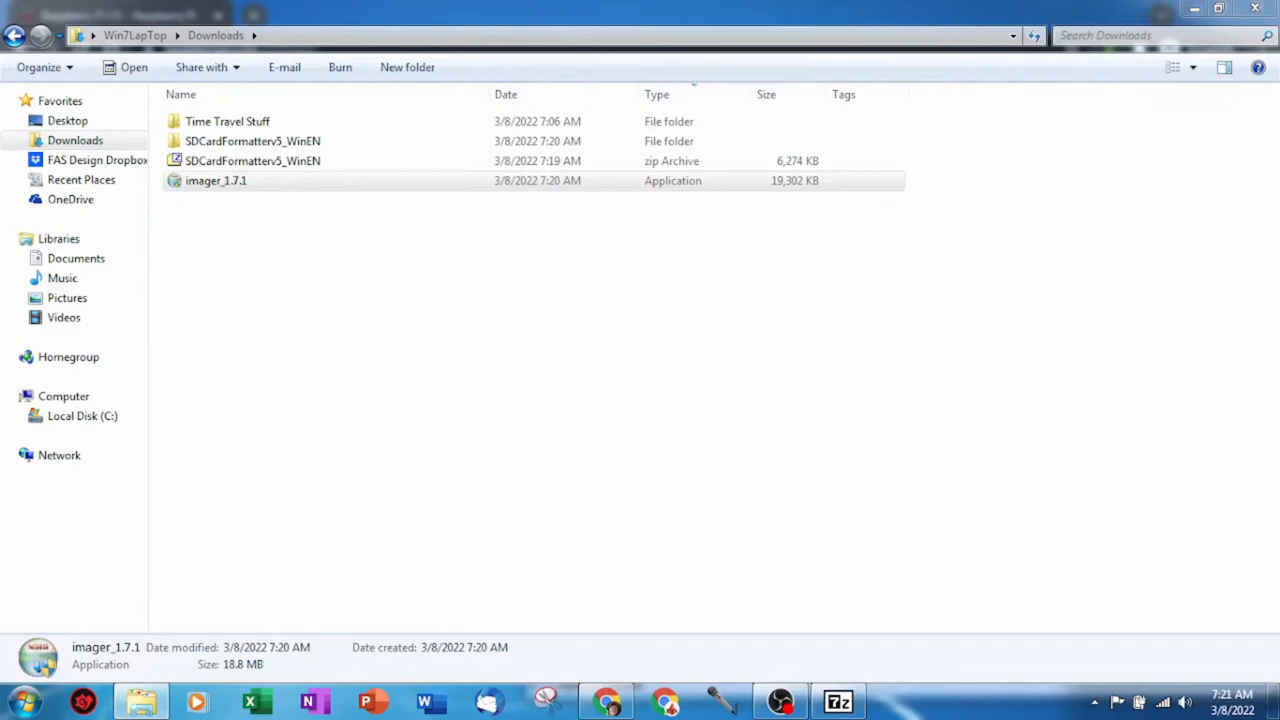 Win7LapTop Downloads
Search Downloads
Organize Open Share with E-mail Burn New folder
Favorites
Desktop
Downloads
FAS Design Dropbox
Recent Places
OneDrive
Libraries
Documents
Music
Pictures
Videos
Homegroup
Computer
Local Disk (C:)
Network
Name Date Type Size Tags
Time Travel Stuff 3/8/2022 7:06 AM File folder
SDCardFormatterv5_WinEN 3/8/2022 7:20 AM File folder
SDCardFormatterv5_WinEN 3/8/2022 7:19 AM zip Archive 6,274 KB
imager_1.7.1 3/8/2022 7:20 AM Application 19,302 KB
imager_1.7.1 Date modified: 3/8/2022 7:20 AM Date created: 3/8/2022 7:20 AM
Application Size: 18.8 MB
7z
7:21 AM
3/8/2022